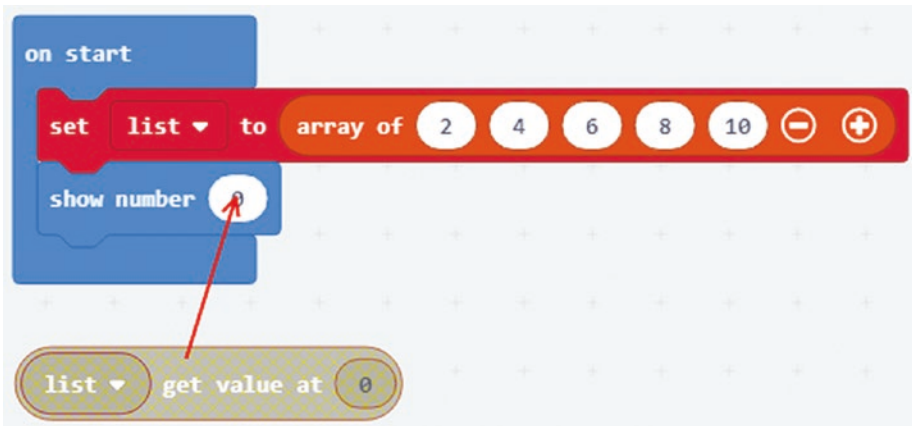 on start
set list to array of 2 4 6 8 10
show number 0
list get value at 0